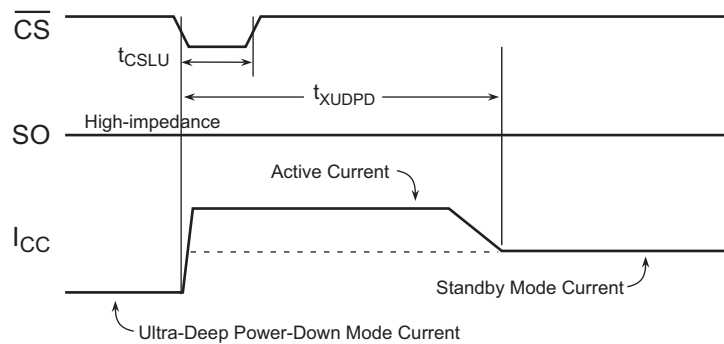 CS
tCSLU
tXUDPD
High-impedance
SO
Active Current
ICC
Standby Mode Current
Ultra-Deep Power-Down Mode Current